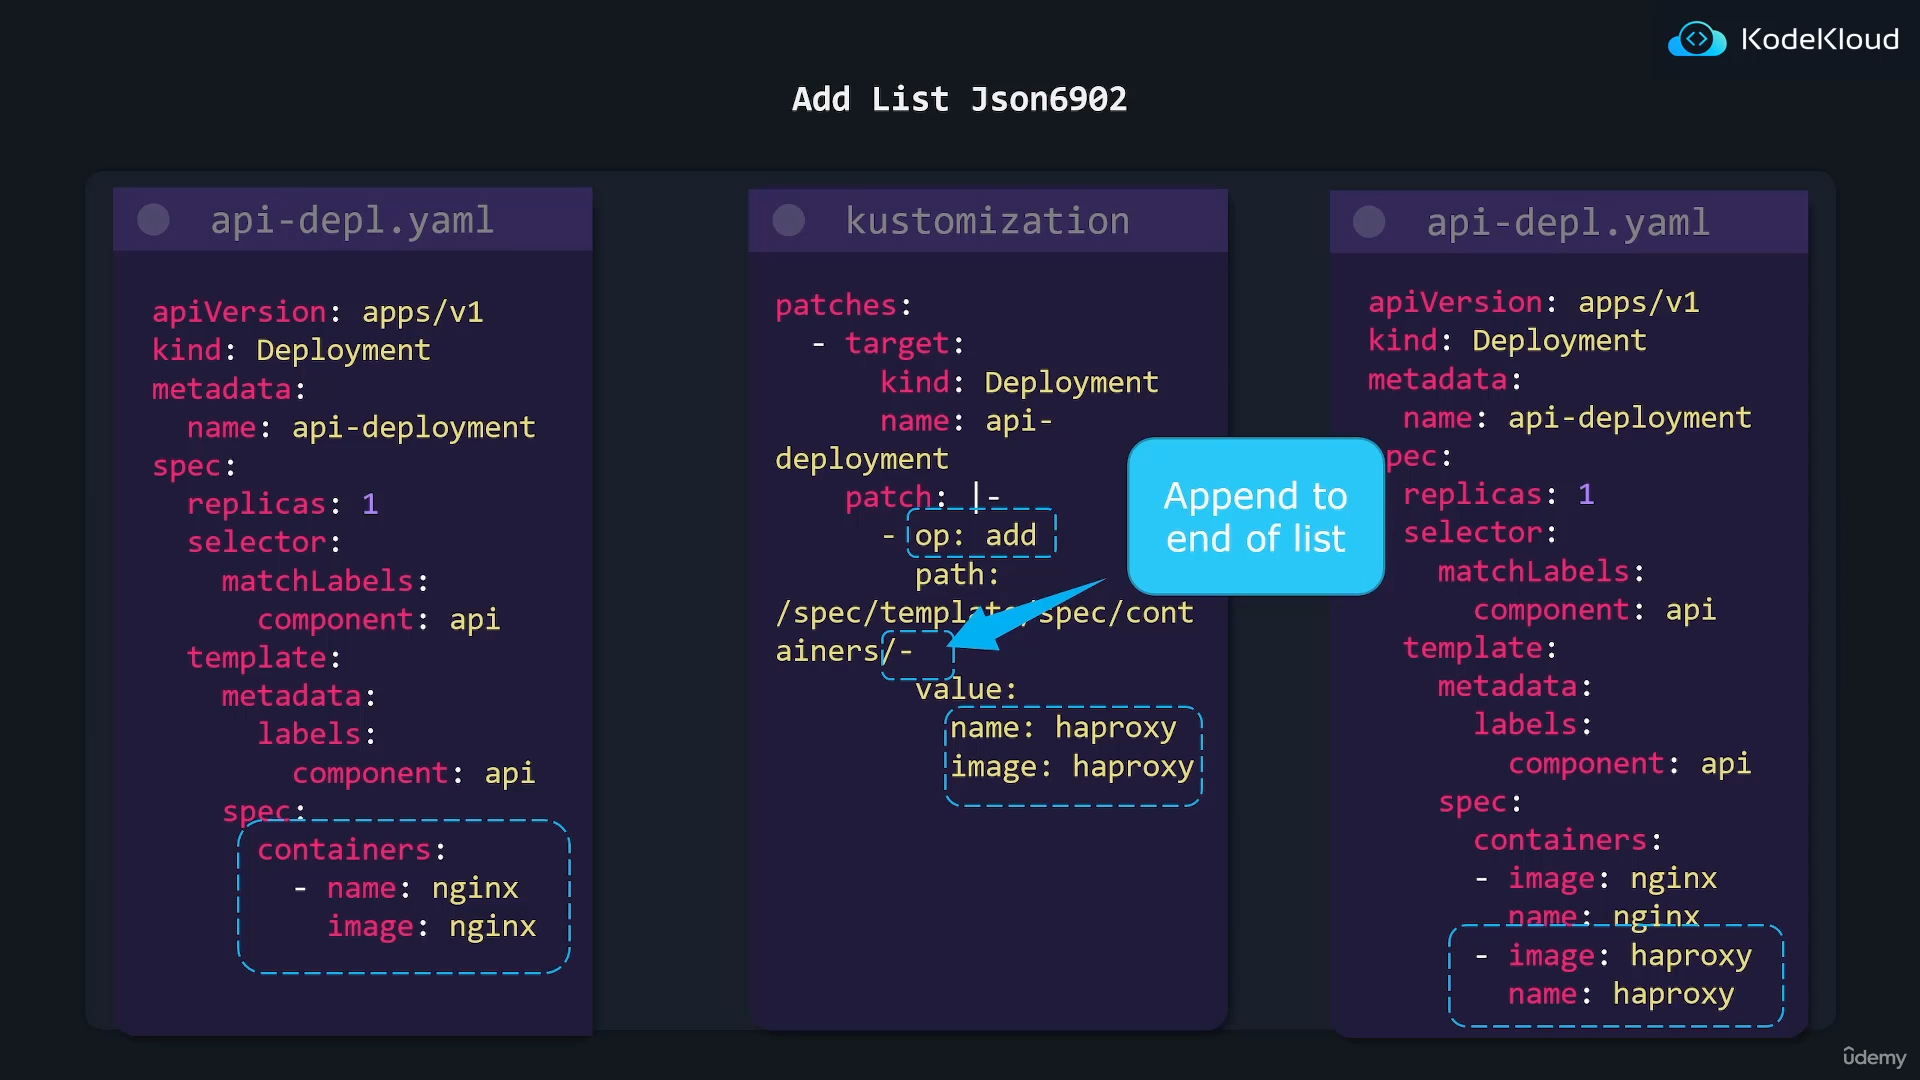 KodeKloud
Add List Json6902
api-depl.yaml
apiVersion: apps/v1
kind: Deployment
metadata:
  name: api-deployment
spec:
  replicas: 1
  selector:
    matchLabels:
      component: api
  template:
    metadata:
      labels:
        component: api
    spec:
      containers:
        - name: nginx
          image: nginx
kustomization
patches:
  - target:
      kind: Deployment
      name: api-
deployment
    patch: |-
      - op: add
        path:
/spec/template/spec/cont
ainers/-
        value:
          name: haproxy
          image: haproxy
Append to
end of list
api-depl.yaml
apiVersion: apps/v1
kind: Deployment
metadata:
  name: api-deployment
pec:
  replicas: 1
  selector:
    matchLabels:
      component: api
  template:
    metadata:
      labels:
        component: api
    spec:
      containers:
      - image: nginx
        name: nginx
      - image: haproxy
        name: haproxy
udemy